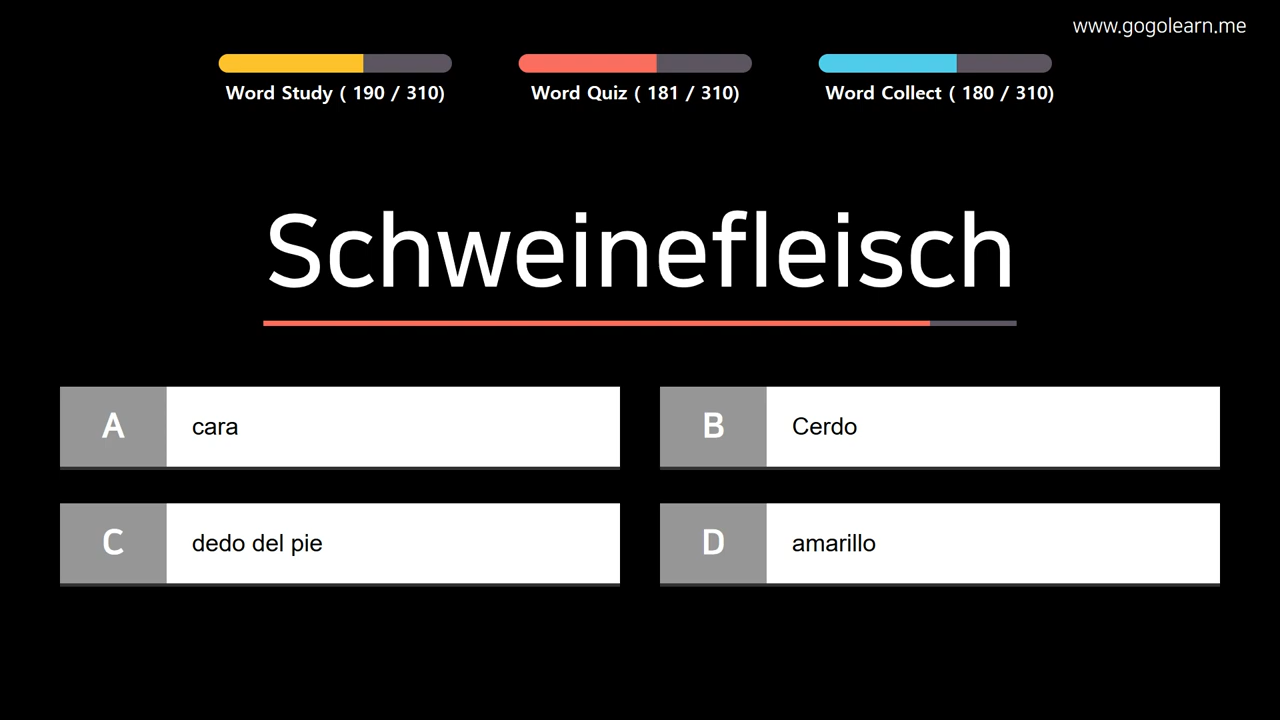 www.gogolearn.me
Word Study ( 190 / 310)
Word Quiz ( 181 / 310)
Word Collect ( 180 / 310)
Schweinefleisch
A cara
B Cerdo
C dedo del pie
D amarillo